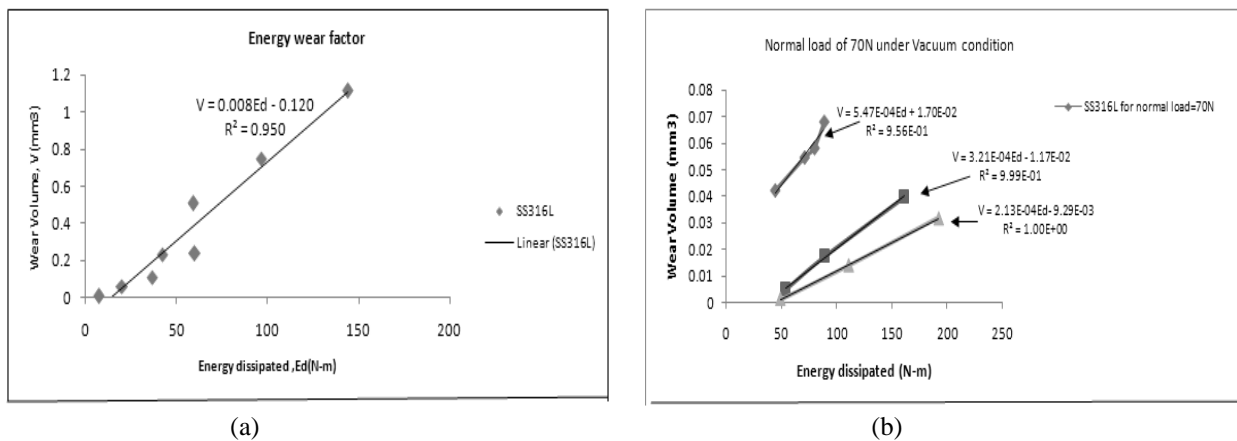 Energy wear factor
Wear Volume, V (mm3)
1.2
1
0.8
0.6
0.4
0.2
0
V = 0.008Ed - 0.120
R² = 0.950
SS316L
Linear (SS316L)
0 50 100 150 200
Energy dissipated ,Ed(N-m)
(a)
Normal load of 70N under Vacuum condition
Wear Volume (mm3)
0.08
0.07
0.06
0.05
0.04
0.03
0.02
0.01
0
V = 5.47E-04Ed + 1.70E-02
R² = 9.56E-01
SS316L for normal load=70N
V = 3.21E-04Ed - 1.17E-02
R² = 9.99E-01
V = 2.13E-04Ed- 9.29E-03
R² = 1.00E+00
0 50 100 150 200 250
Energy dissipated (N-m)
(b)